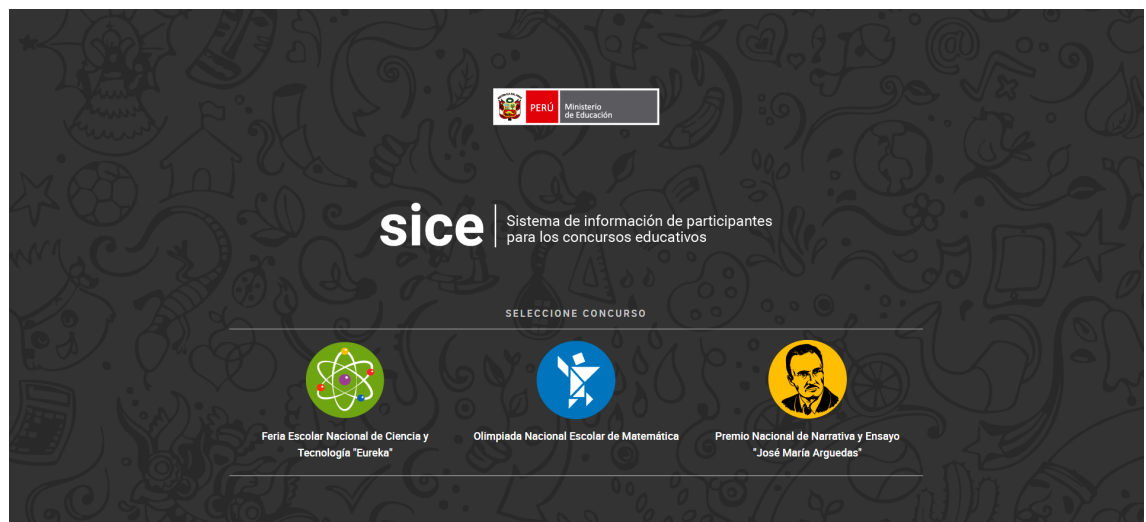 PERÚ
Ministerio
de Educación
sice
Sistema de información de participantes
para los concursos educativos
SELECCIONE CONCURSO
Feria Escolar Nacional de Ciencia y
Tecnología "Eureka"
Olimpiada Nacional Escolar de Matemática
Premio Nacional de Narrativa y Ensayo
"José María Arguedas"